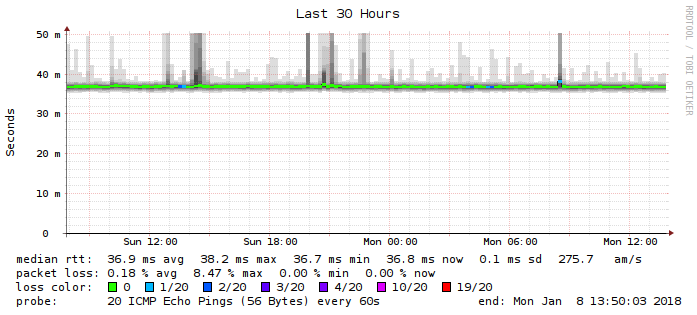 Last 30 Hours
RRDTOOL / TOBI OETIKER
Seconds
50 m
40 m
30 m
20 m
10 m
0
Sun 12:00 Sun 18:00 Mon 00:00 Mon 06:00 Mon 12:00
median rtt: 36.9 ms avg 38.2 ms max 36.7 ms min 36.8 ms now 0.1 ms sd 275.7 am/s
packet loss: 0.18 % avg 8.47 % max 0.00 % min 0.00 % now
loss color: 0 1/20 2/20 3/20 4/20 10/20 19/20
probe: 20 ICMP Echo Pings (56 Bytes) every 60s end: Mon Jan 8 13:50:03 2018